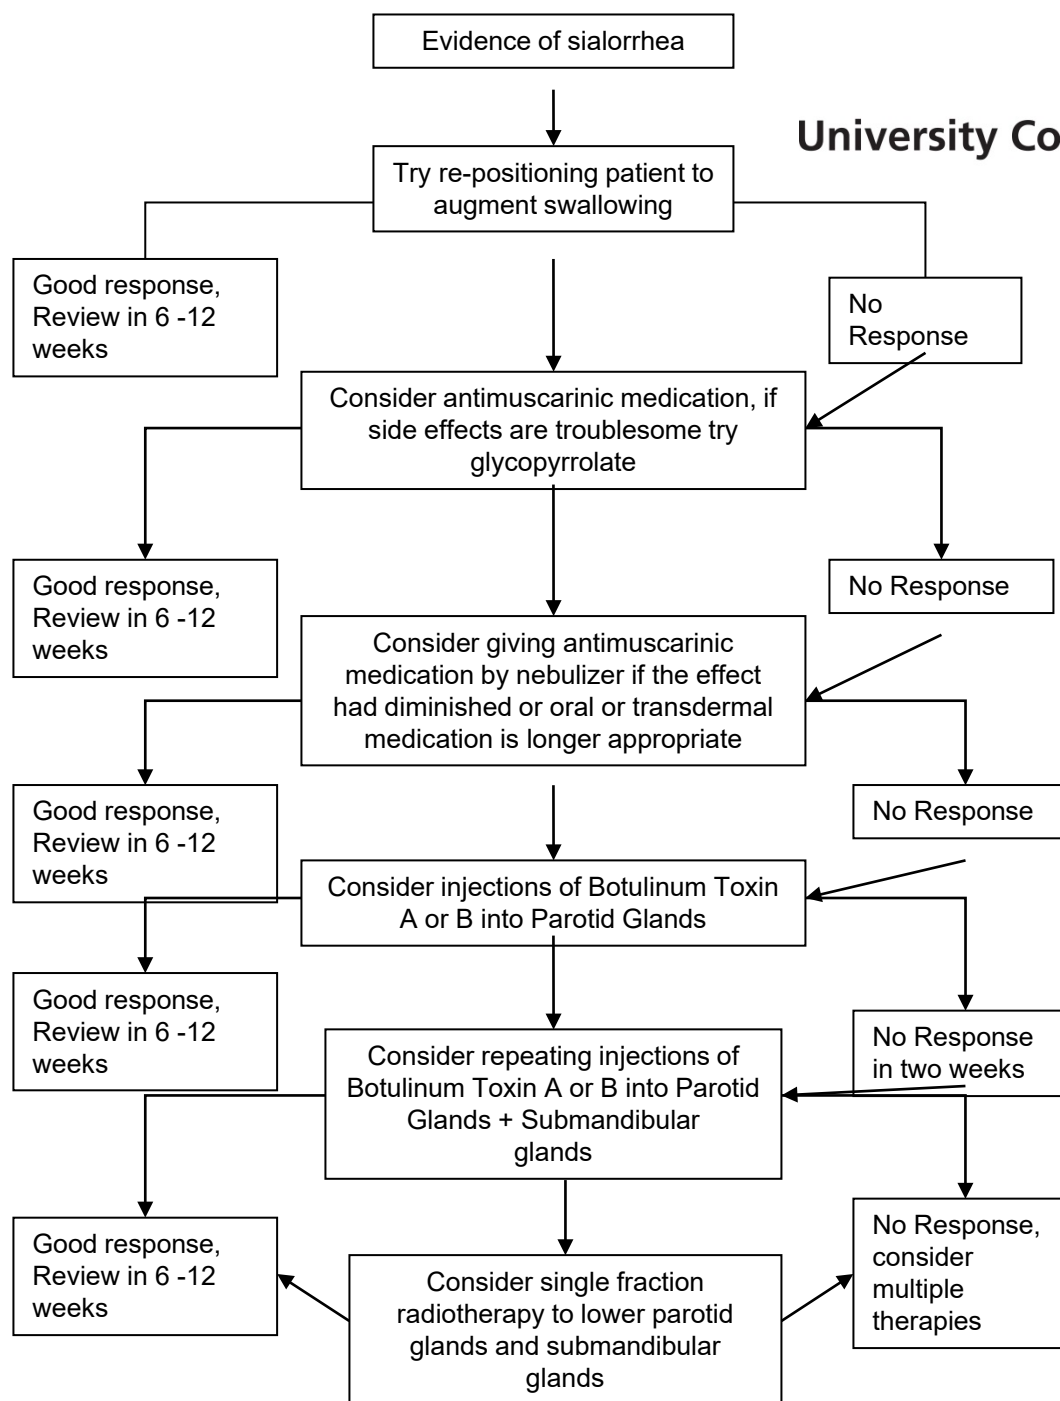 Evidence of sialorrhea
University Co
Try re-positioning patient to
augment swallowing
Good response,
Review in 6 -12
weeks
No
Response
Consider antimuscarinic medication, if
side effects are troublesome try
glycopyrrolate
Good response,
Review in 6 -12
weeks
No Response
Consider giving antimuscarinic
medication by nebulizer if the effect
had diminished or oral or transdermal
medication is longer appropriate
Good response,
Review in 6 -12
weeks
No Response
Consider injections of Botulinum Toxin
A or B into Parotid Glands
Good response,
Review in 6 -12
weeks
No Response
in two weeks
Consider repeating injections of
Botulinum Toxin A or B into Parotid
Glands + Submandibular
glands
Good response,
Review in 6 -12
weeks
No Response,
consider
multiple
therapies
Consider single fraction
radiotherapy to lower parotid
glands and submandibular
glands